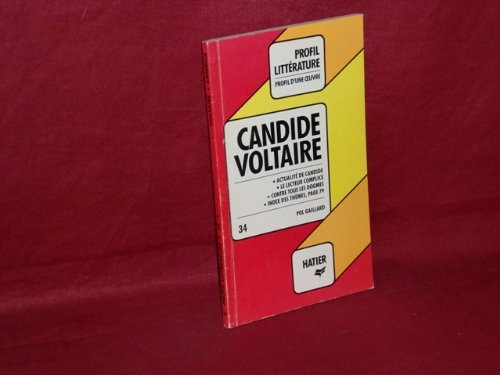 PROFIL
LITTÉRATURE
PROFIL D'UNE ŒUVRE
CANDIDE
VOLTAIRE
• ACTUALITÉ DE CANDIDE
• LE LECTEUR COMPLICE
• CONTRE TOUS LES DOGMES
• INDEX DES THÈMES, PAGE 79
POL GAILLARD
34
HATIER